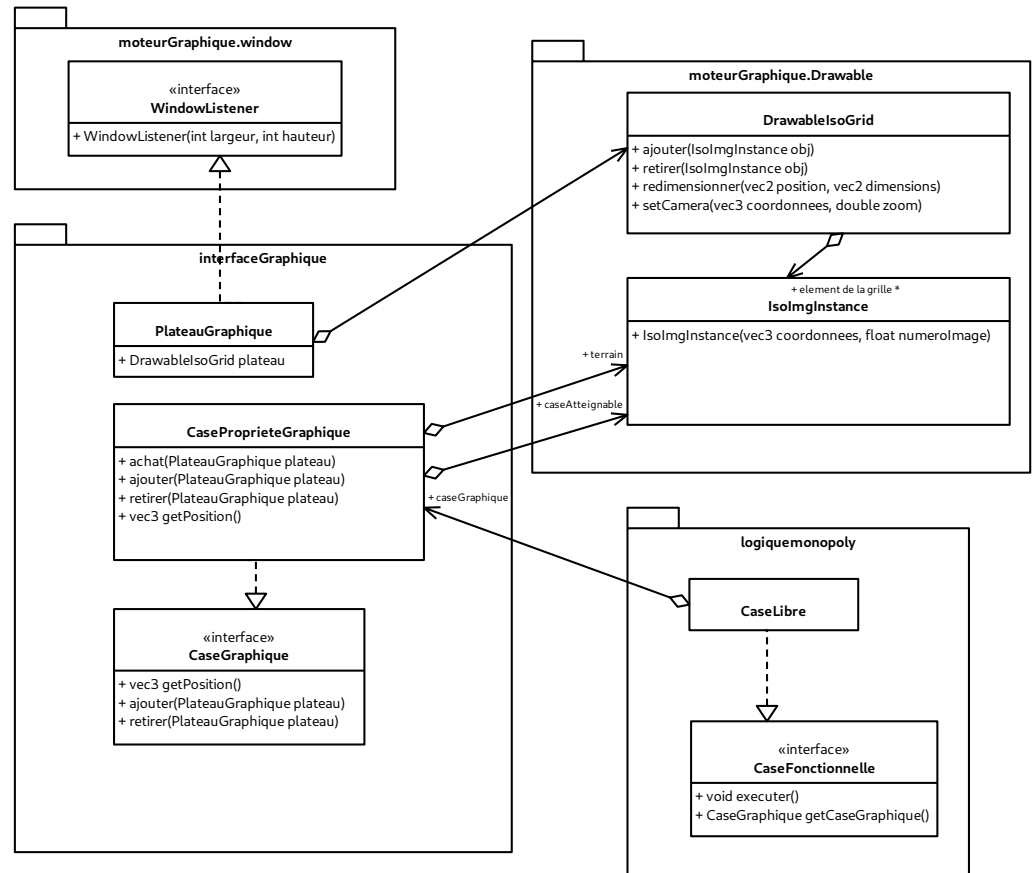 moteurGraphique.window
«interface»
WindowListener
+ WindowListener(int largeur, int hauteur)
moteurGraphique.Drawable
DrawableIsoGrid
+ ajouter(IsoImgInstance obj)
+ retirer(IsoImgInstance obj)
+ redimensionner(vec2 position, vec2 dimensions)
+ setCamera(vec3 coordonnees, double zoom)
+ element de la grille *
IsoImgInstance
+ IsoImgInstance(vec3 coordonnees, float numeroImage)
interfaceGraphique
PlateauGraphique
+ DrawableIsoGrid plateau
+ terrain
+ caseAtteignable
CaseProprieteGraphique
+ achat(PlateauGraphique plateau)
+ ajouter(PlateauGraphique plateau)
+ retirer(PlateauGraphique plateau)
+ vec3 getPosition()
+ caseGraphique
«interface»
CaseGraphique
+ vec3 getPosition()
+ ajouter(PlateauGraphique plateau)
+ retirer(PlateauGraphique plateau)
logiquemonopoly
CaseLibre
«interface»
CaseFonctionnelle
+ void executer()
+ CaseGraphique getCaseGraphique()